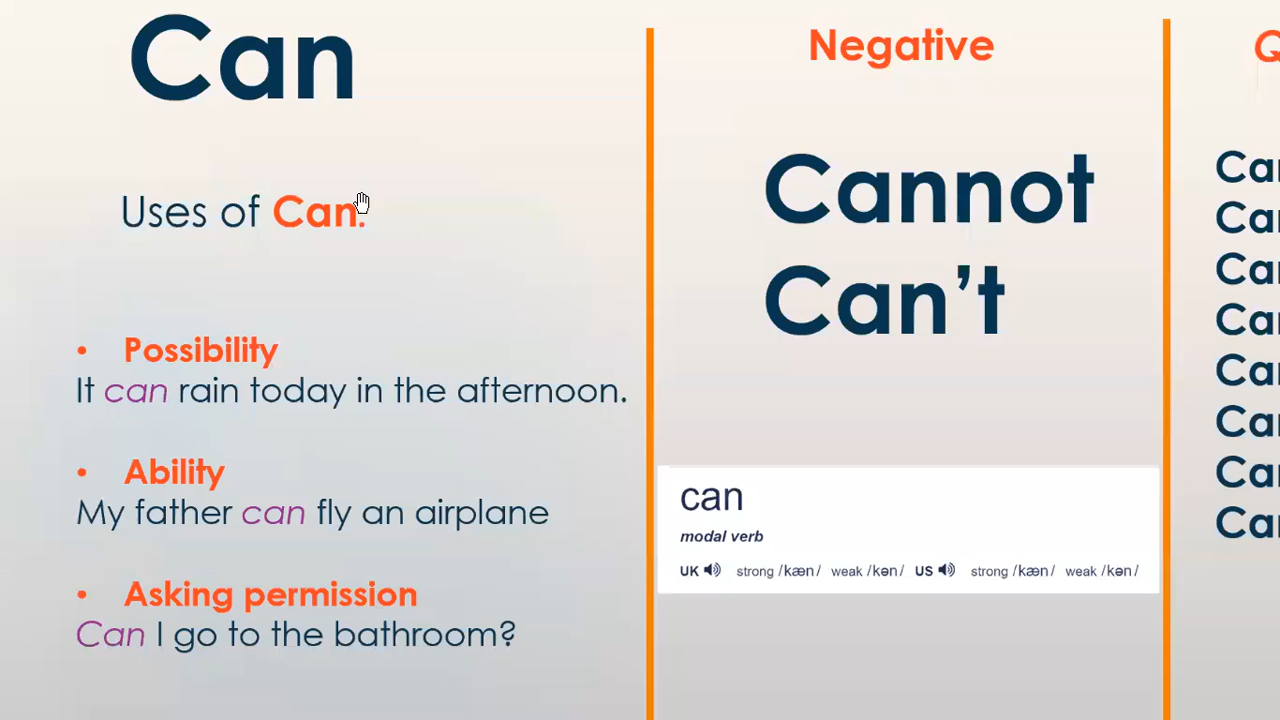 Can
Uses of Can.
• Possibility
It can rain today in the afternoon.
• Ability
My father can fly an airplane
• Asking permission
Can I go to the bathroom?
Negative
Cannot
Can’t
can
modal verb
UK strong /kæn/ weak /kən/ US strong /kæn/ weak /kən/